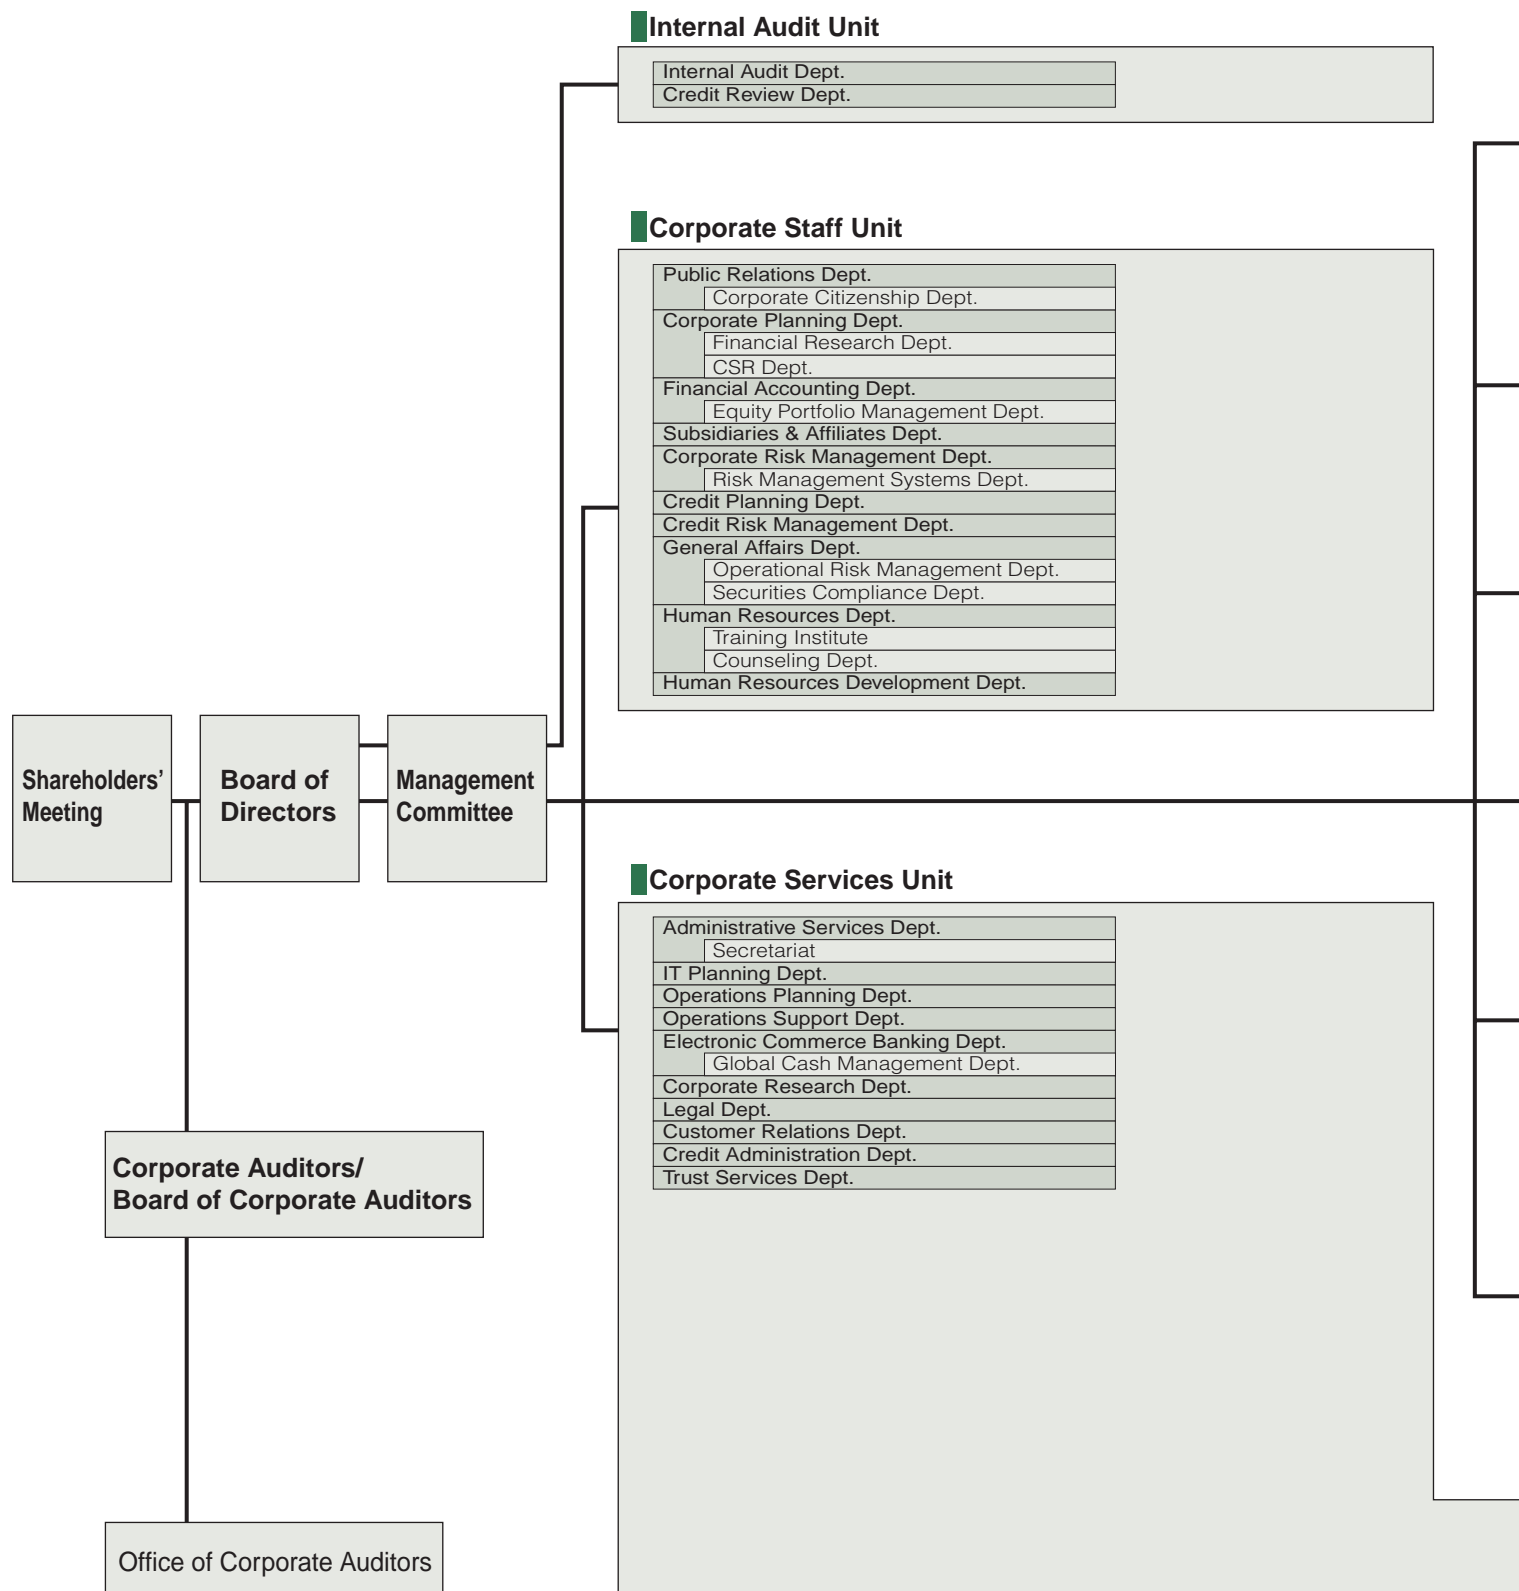 Internal Audit Unit
Internal Audit Dept.
Credit Review Dept.
Corporate Staff Unit
Public Relations Dept.
Corporate Citizenship Dept.
Corporate Planning Dept.
Financial Research Dept.
CSR Dept.
Financial Accounting Dept.
Equity Portfolio Management Dept.
Subsidiaries & Affiliates Dept.
Corporate Risk Management Dept.
Risk Management Systems Dept.
Credit Planning Dept.
Credit Risk Management Dept.
General Affairs Dept.
Operational Risk Management Dept.
Securities Compliance Dept.
Human Resources Dept.
Training Institute
Counseling Dept.
Human Resources Development Dept.
Shareholders’
Meeting
Board of
Directors
Management
Committee
Corporate Services Unit
Administrative Services Dept.
Secretariat
IT Planning Dept.
Operations Planning Dept.
Operations Support Dept.
Electronic Commerce Banking Dept.
Global Cash Management Dept.
Corporate Research Dept.
Legal Dept.
Customer Relations Dept.
Credit Administration Dept.
Trust Services Dept.
Corporate Auditors/
Board of Corporate Auditors
Office of Corporate Auditors